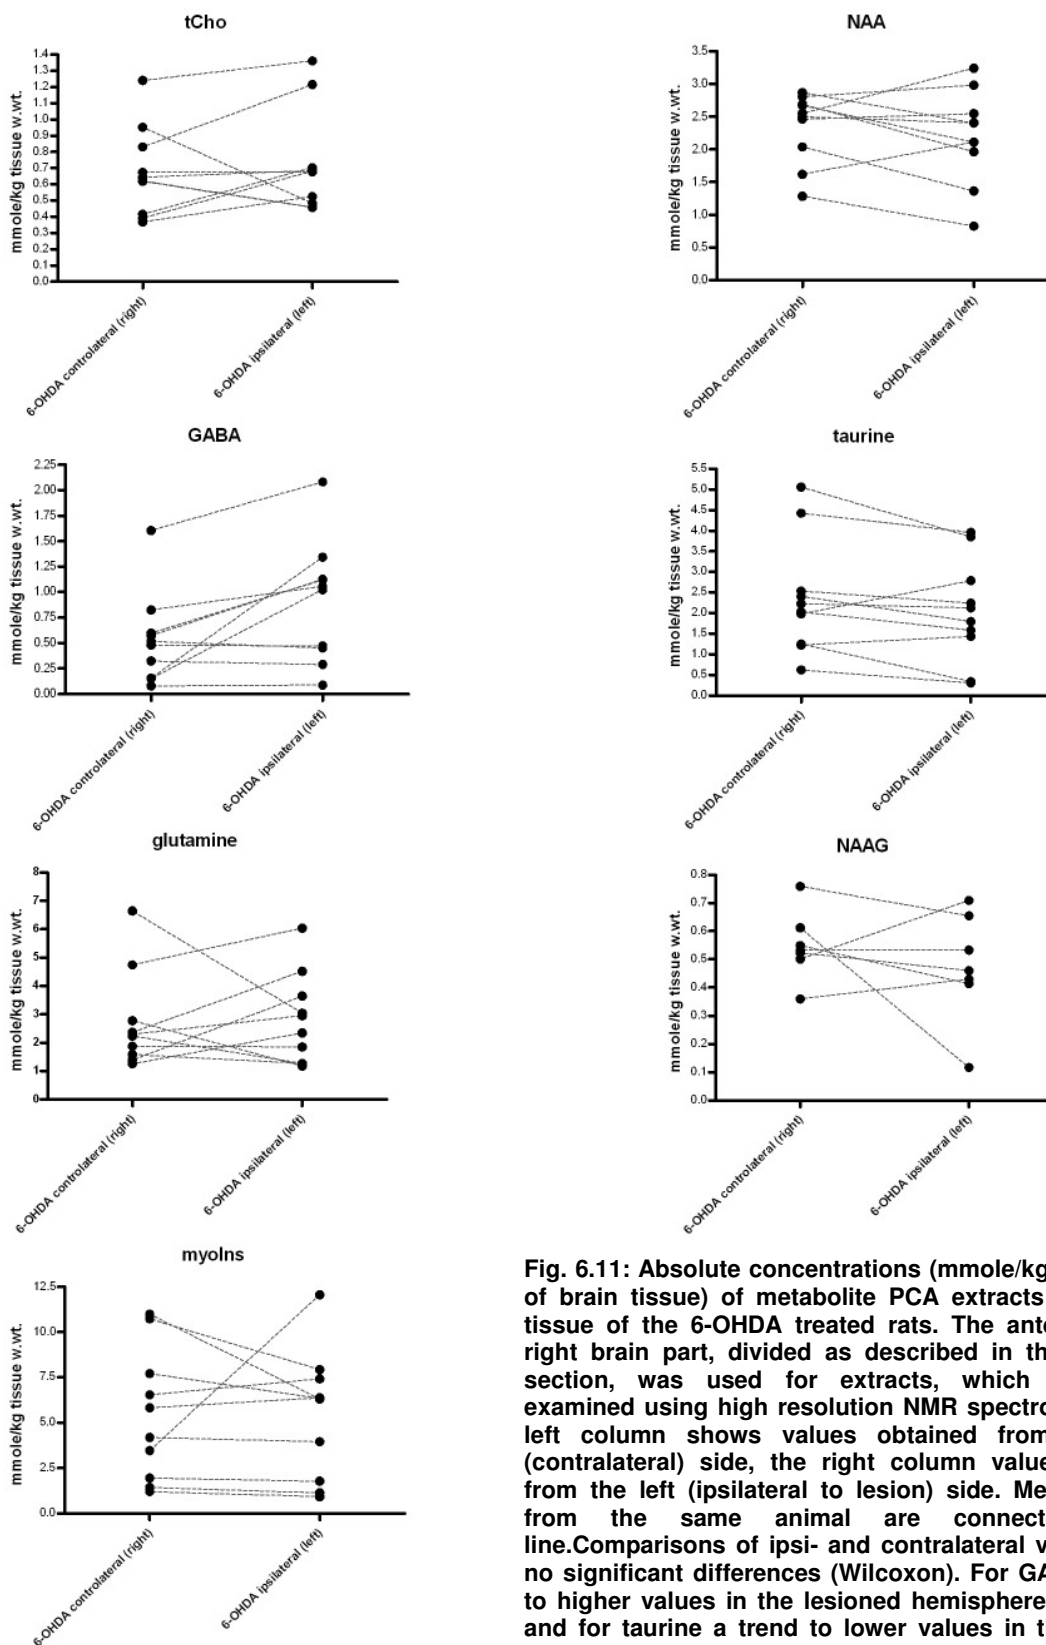 tCho
1.4
1.3
1.2
1.1
1.0
0.9
0.8
0.7
0.6
0.5
0.4
0.3
0.2
0.1
0.0
mmole/kg tissue w.wt.
6-OHDA controlateral (right)
6-OHDA ipsilateral (left)
NAA
3.5
3.0
2.5
2.0
1.5
1.0
0.5
0.0
mmole/kg tissue w.wt.
6-OHDA controlateral (right)
6-OHDA ipsilateral (left)
GABA
2.25
2.00
1.75
1.50
1.25
1.00
0.75
0.50
0.25
0.00
mmole/kg tissue w.wt.
6-OHDA controlateral (right)
6-OHDA ipsilateral (left)
taurine
5.5
5.0
4.5
4.0
3.5
3.0
2.5
2.0
1.5
1.0
0.5
0.0
mmole/kg tissue w.wt.
6-OHDA controlateral (right)
6-OHDA ipsilateral (left)
glutamine
8
7
6
5
4
3
2
1
0
mmole/kg tissue w.wt.
6-OHDA controlateral (right)
6-OHDA ipsilateral (left)
NAAG
0.8
0.7
0.6
0.5
0.4
0.3
0.2
0.1
0.0
mmole/kg tissue w.wt.
6-OHDA controlateral (right)
6-OHDA ipsilateral (left)
myoIns
12.5
10.0
7.5
5.0
2.5
0.0
mmole/kg tissue w.wt.
6-OHDA controlateral (right)
6-OHDA ipsilateral (left)
Fig. 6.11: Absolute concentrations (mmole/kg
of brain tissue) of metabolite PCA extracts
tissue of the 6-OHDA treated rats. The ante
right brain part, divided as described in th
section, was used for extracts, which
examined using high resolution NMR spectro
left column shows values obtained from
(contralateral) side, the right column value
from the left (ipsilateral to lesion) side. Me
from the same animal are connect
line.Comparisons of ipsi- and contralateral v
no significant differences (Wilcoxon). For GA
to higher values in the lesioned hemisphere
and for taurine a trend to lower values in t